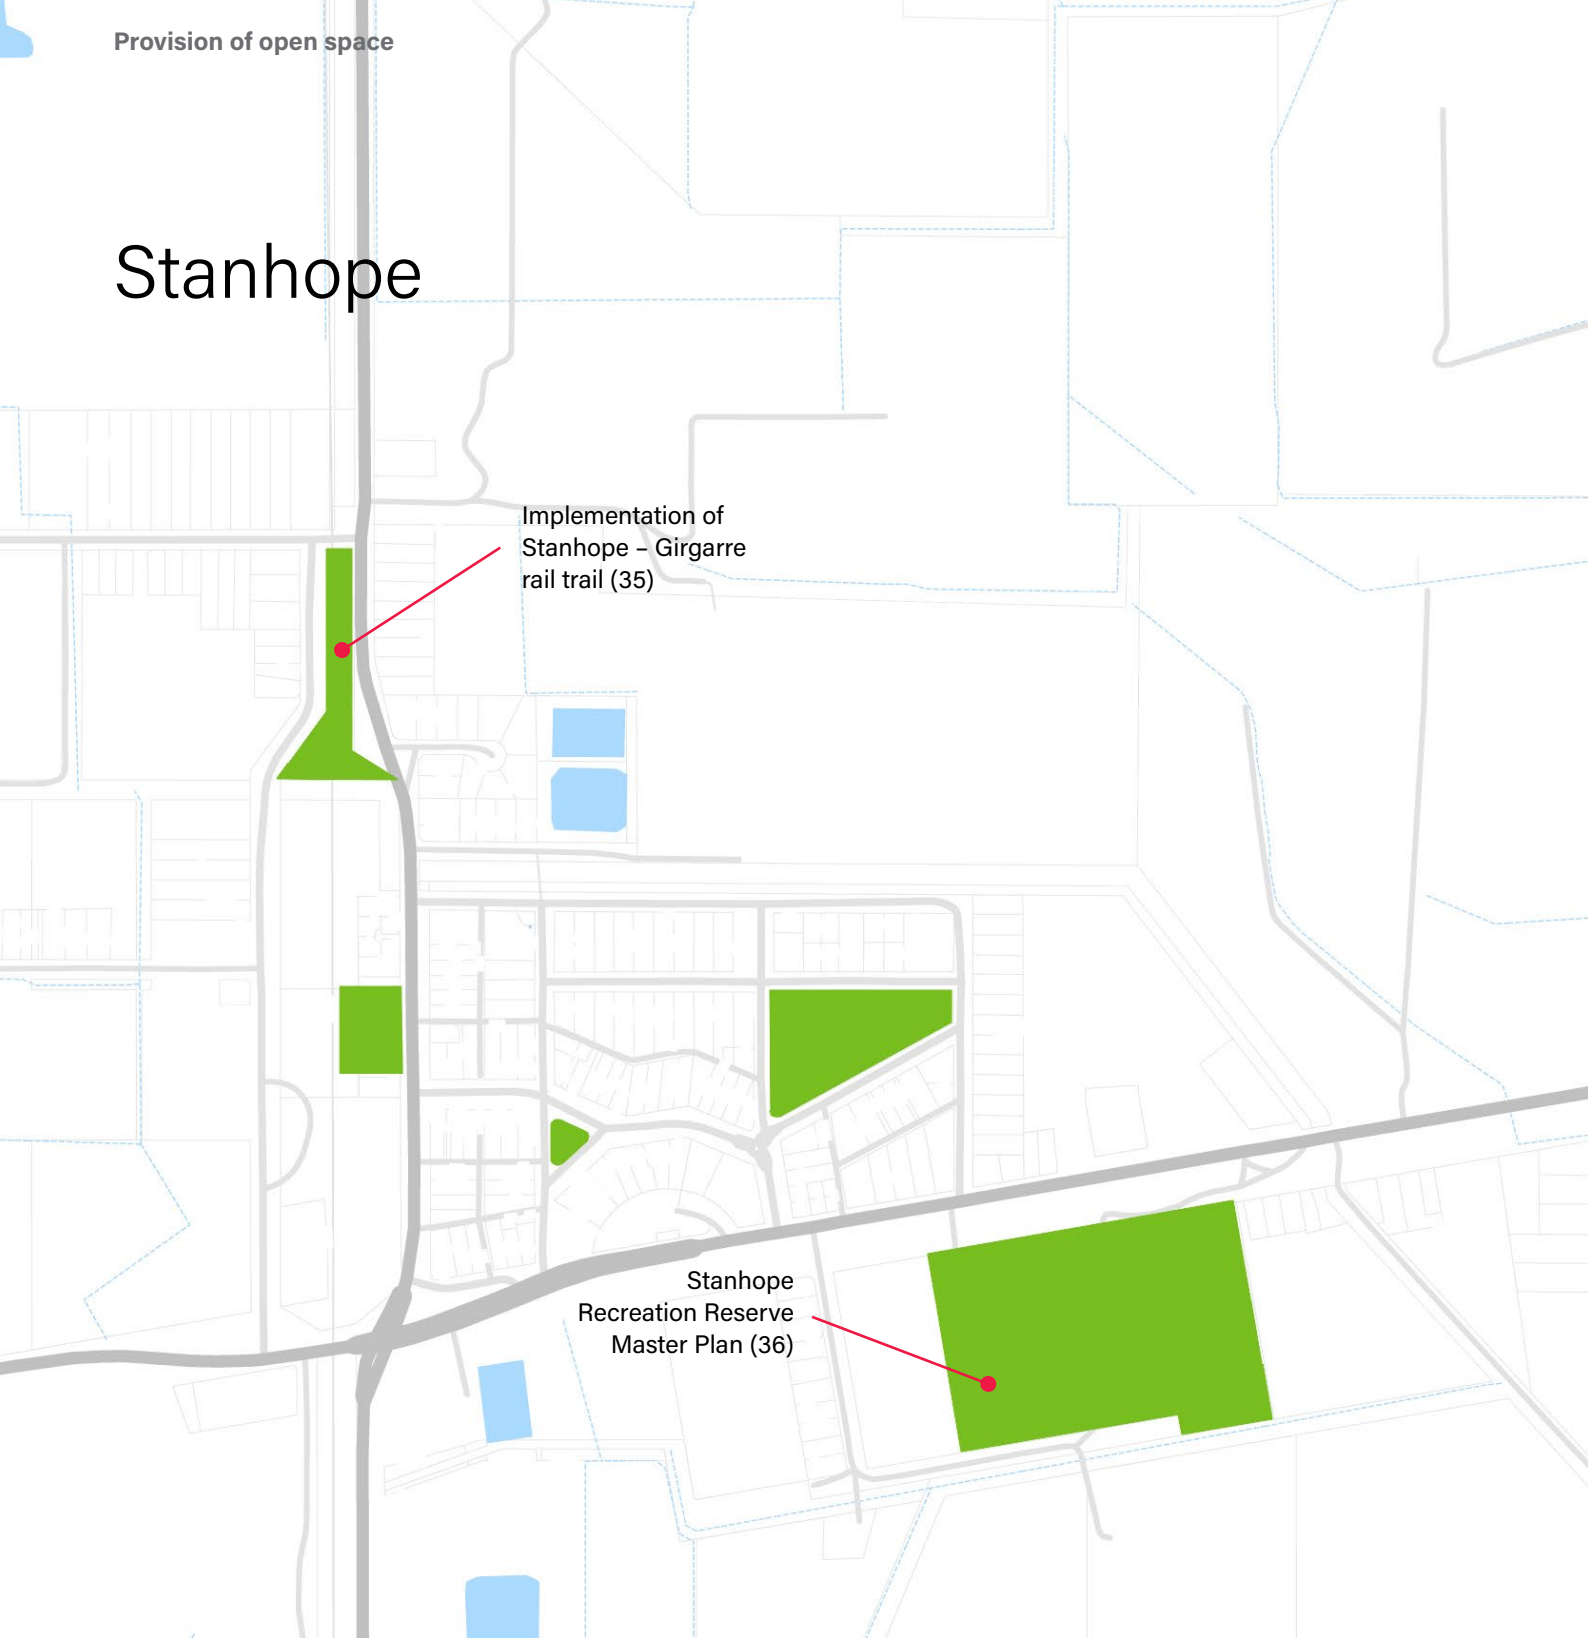 Provision of open space
Stanhope
Implementation of
Stanhope – Girgarre
rail trail (35)
Stanhope
Recreation Reserve
Master Plan (36)